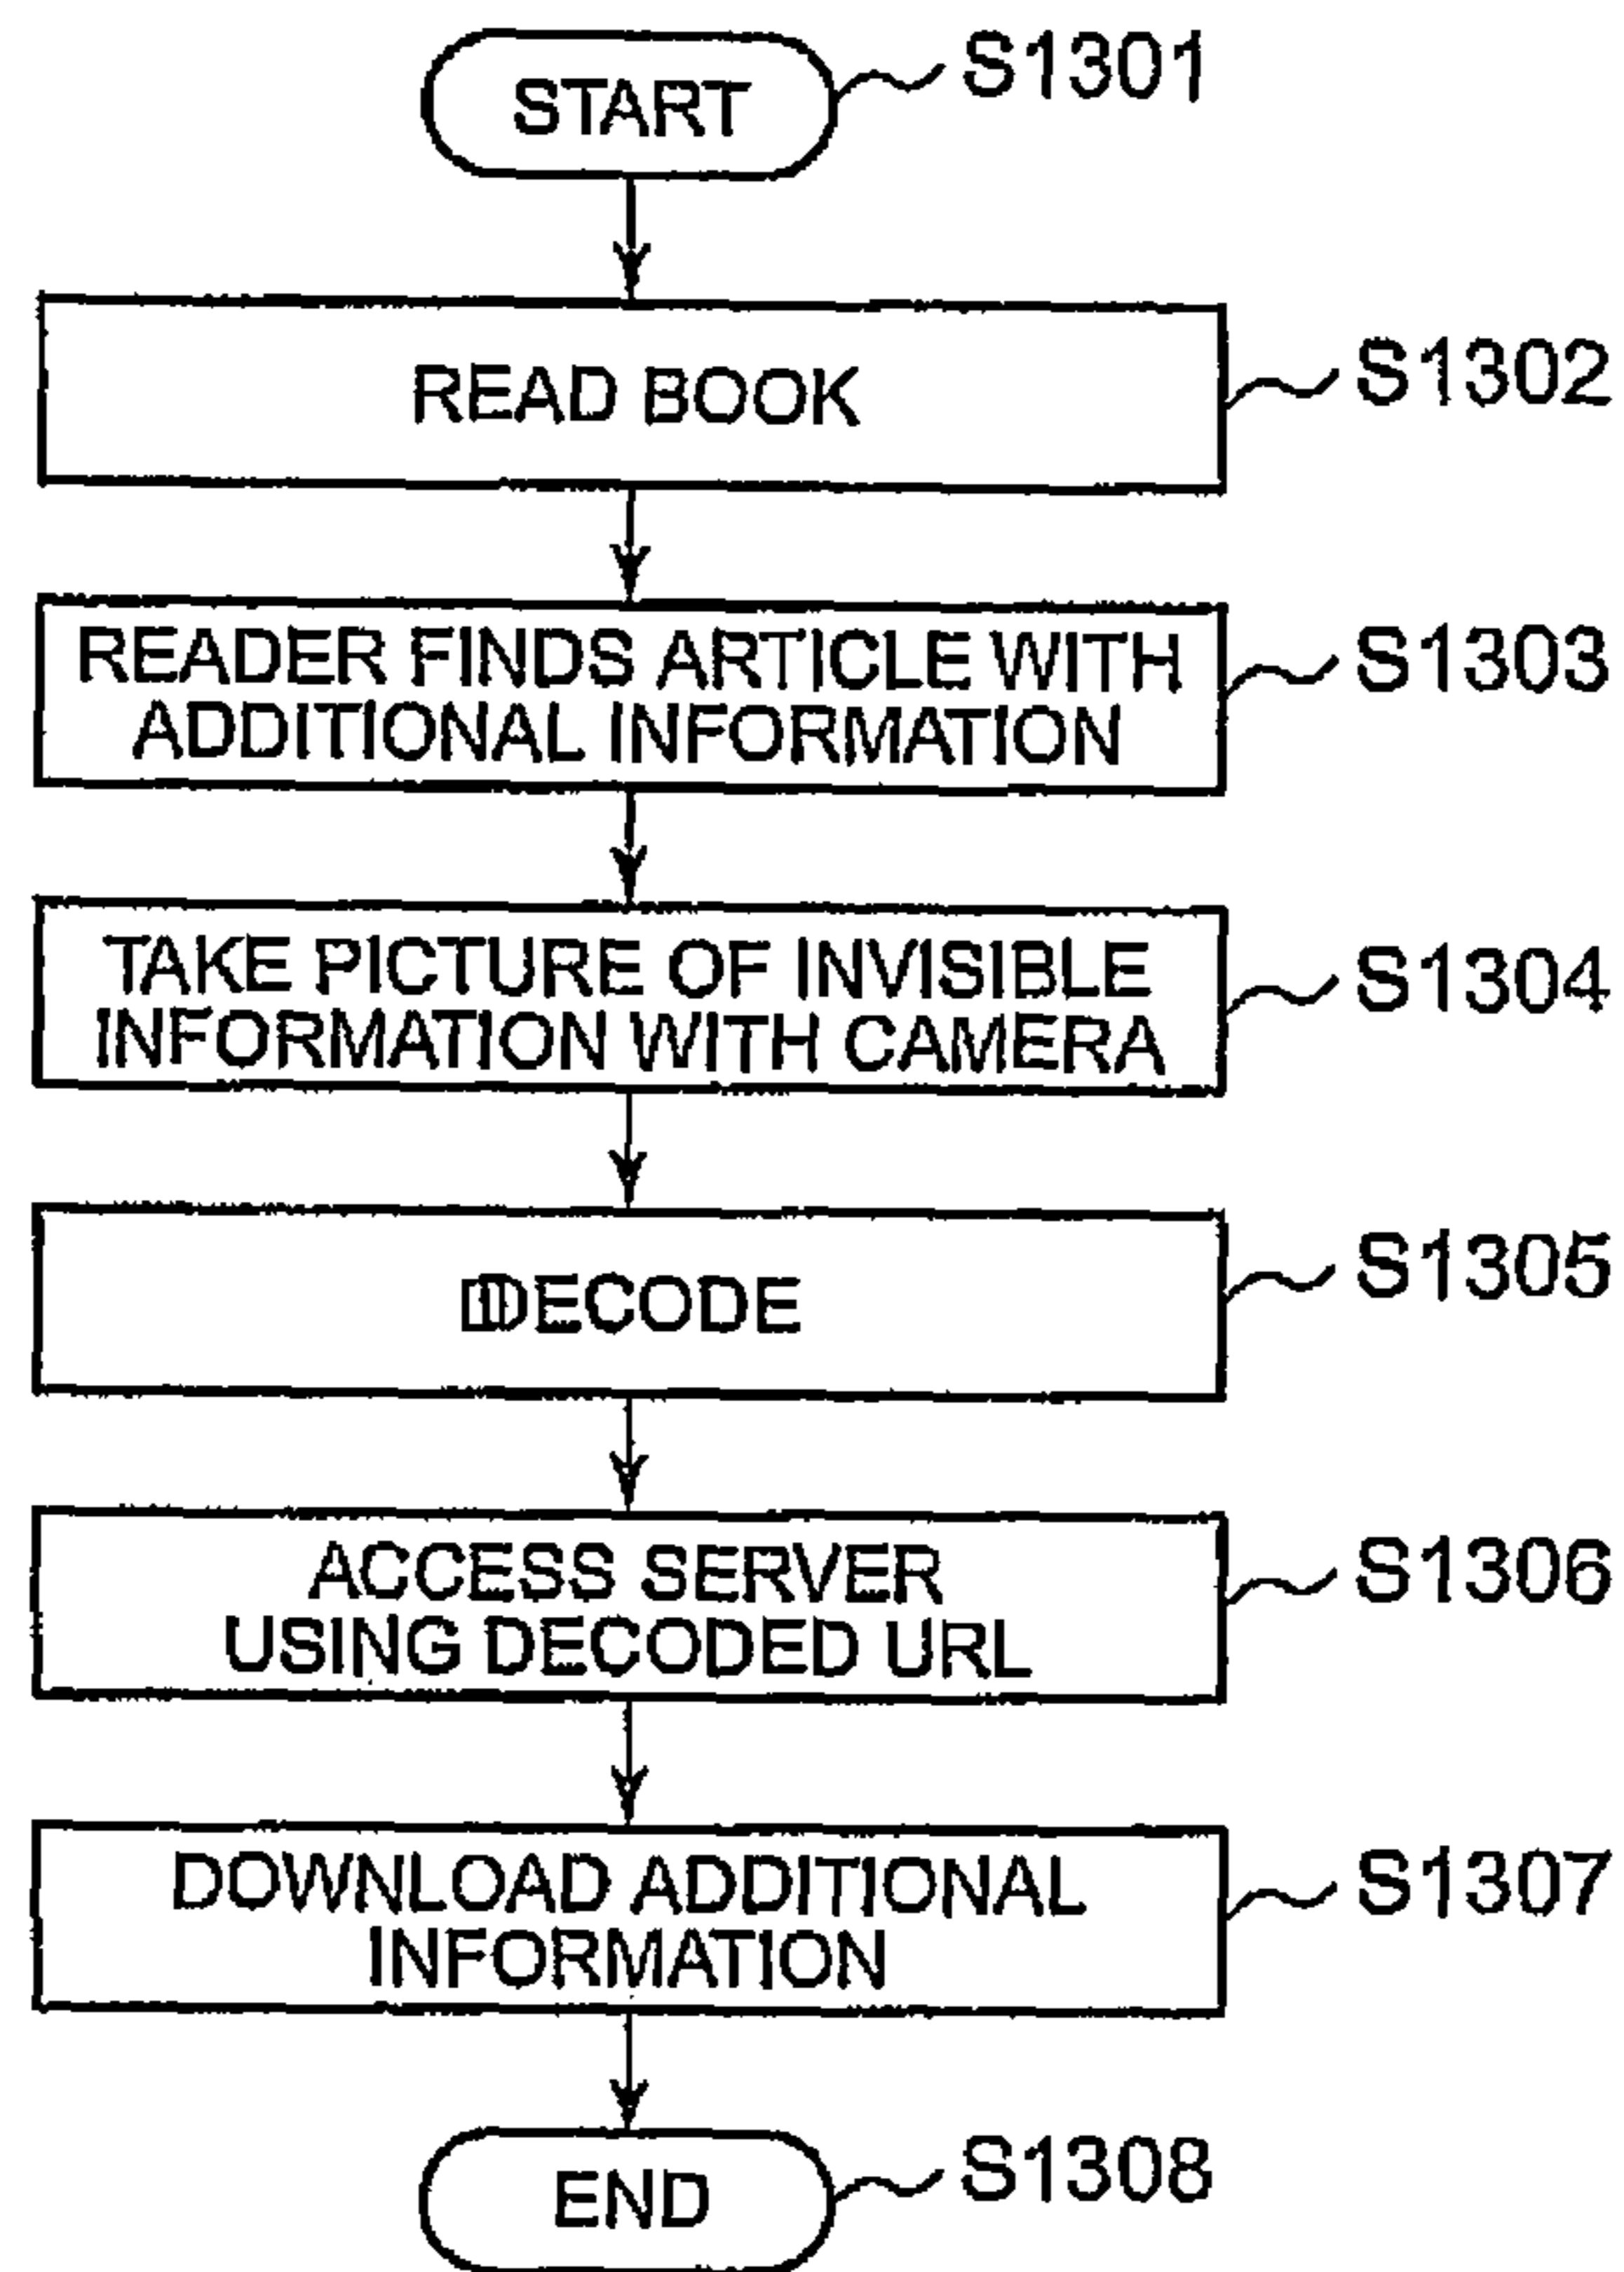 START
S1301
READ BOOK
S1302
READER FINDS ARTICLE WITH
ADDITIONAL INFORMATION
S1303
TAKE PICTURE OF INVISIBLE
INFORMATION WITH CAMERA
S1304
DECODE
S1305
ACCESS SERVER
USING DECODED URL
S1306
DOWNLOAD ADDITIONAL
INFORMATION
S1307
END
S1308